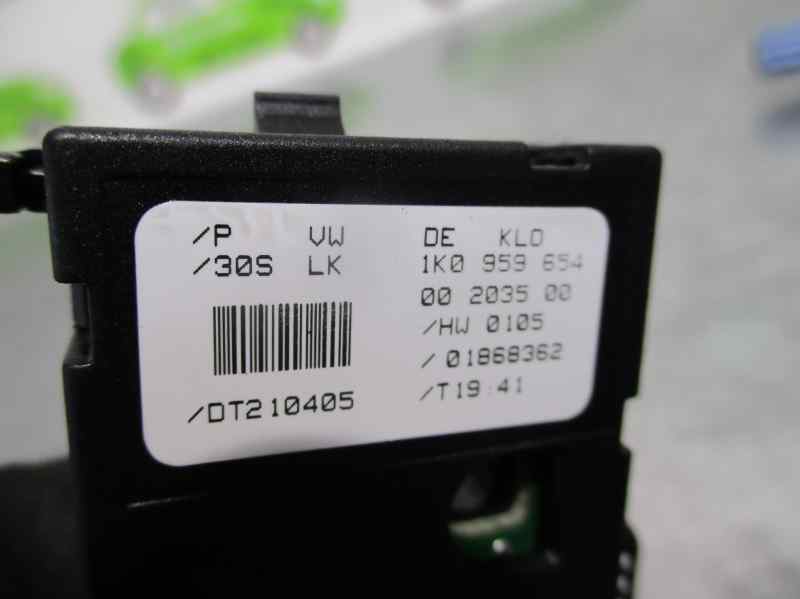 /P VW DE KLO
/30S LK 1K0 959 654
00 2035 00
/HW 0105
/01868362
/T19:41
/DT210405